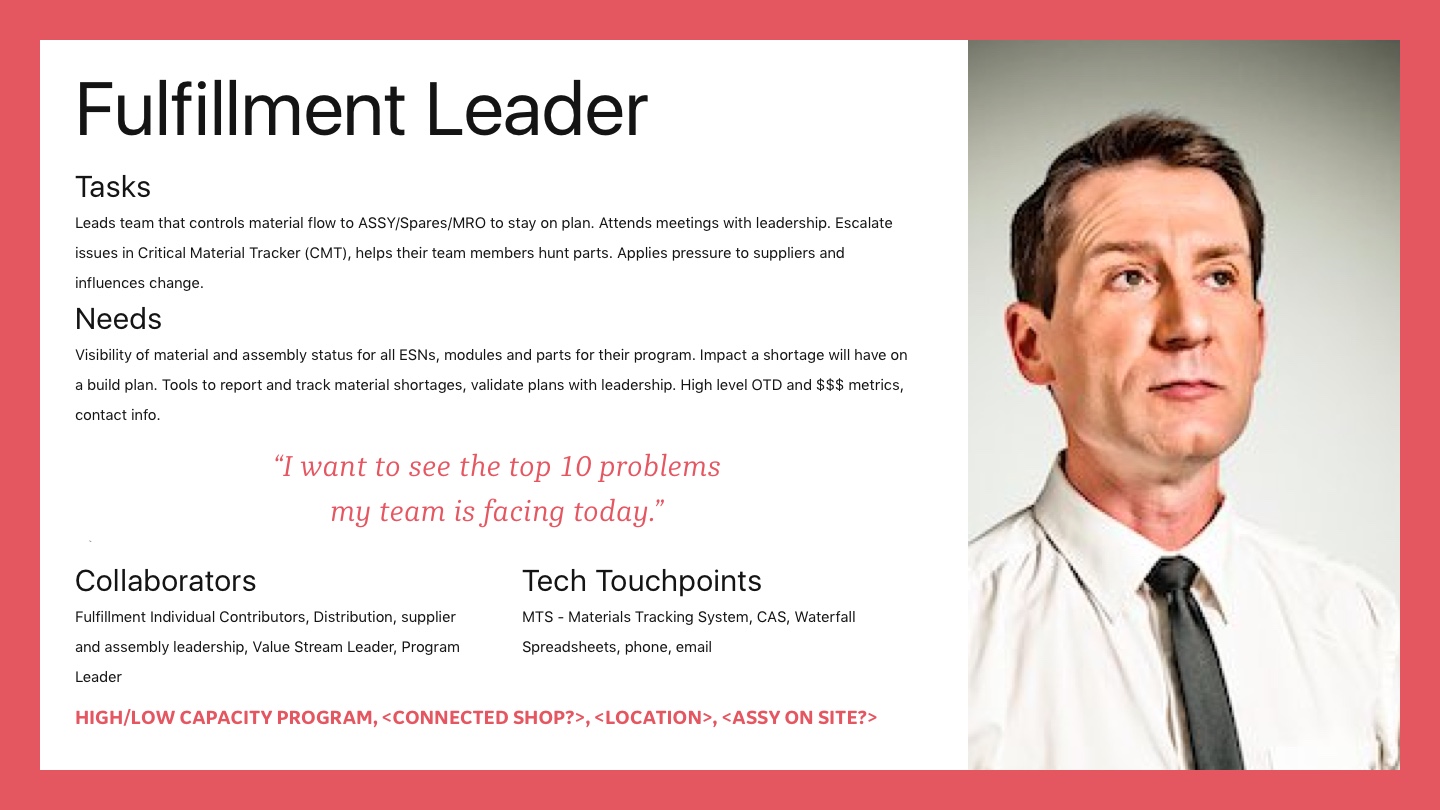 Fulfillment Leader
Tasks
Leads team that controls material flow to ASSY/Spares/MRO to stay on plan. Attends meetings with leadership. Escalate
issues in Critical Material Tracker (CMT), helps their team members hunt parts. Applies pressure to suppliers and
influences change.
Needs
Visibility of material and assembly status for all ESNs, modules and parts for their program. Impact a shortage will have on
a build plan. Tools to report and track material shortages, validate plans with leadership. High level OTD and $$$ metrics,
contact info.
“I want to see the top 10 problems
my team is facing today.”
Collaborators
Fulfillment Individual Contributors, Distribution, supplier
and assembly leadership, Value Stream Leader, Program
Leader
Tech Touchpoints
MTS - Materials Tracking System, CAS, Waterfall
Spreadsheets, phone, email
HIGH/LOW CAPACITY PROGRAM, <CONNECTED SHOP?>, <LOCATION>, <ASSY ON SITE?>